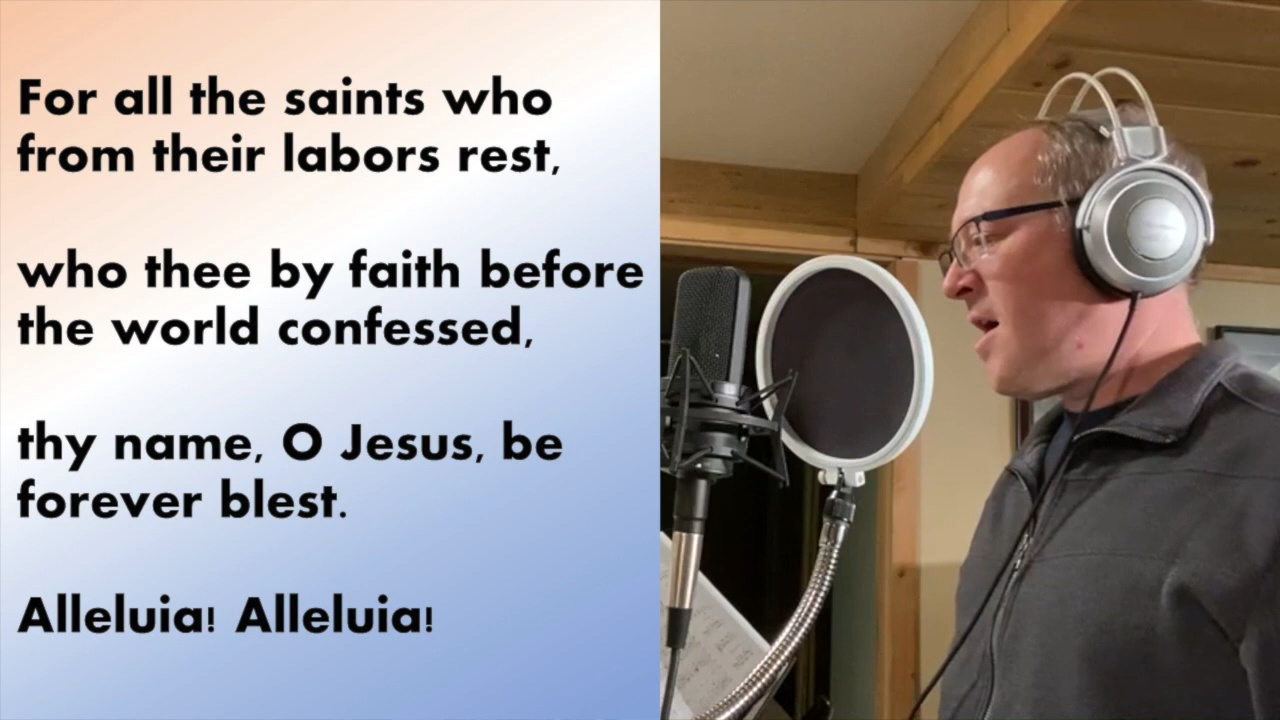 For all the saints who
from their labors rest,
who thee by faith before
the world confessed,
thy name, O Jesus, be
forever blest.
Alleluia! Alleluia!